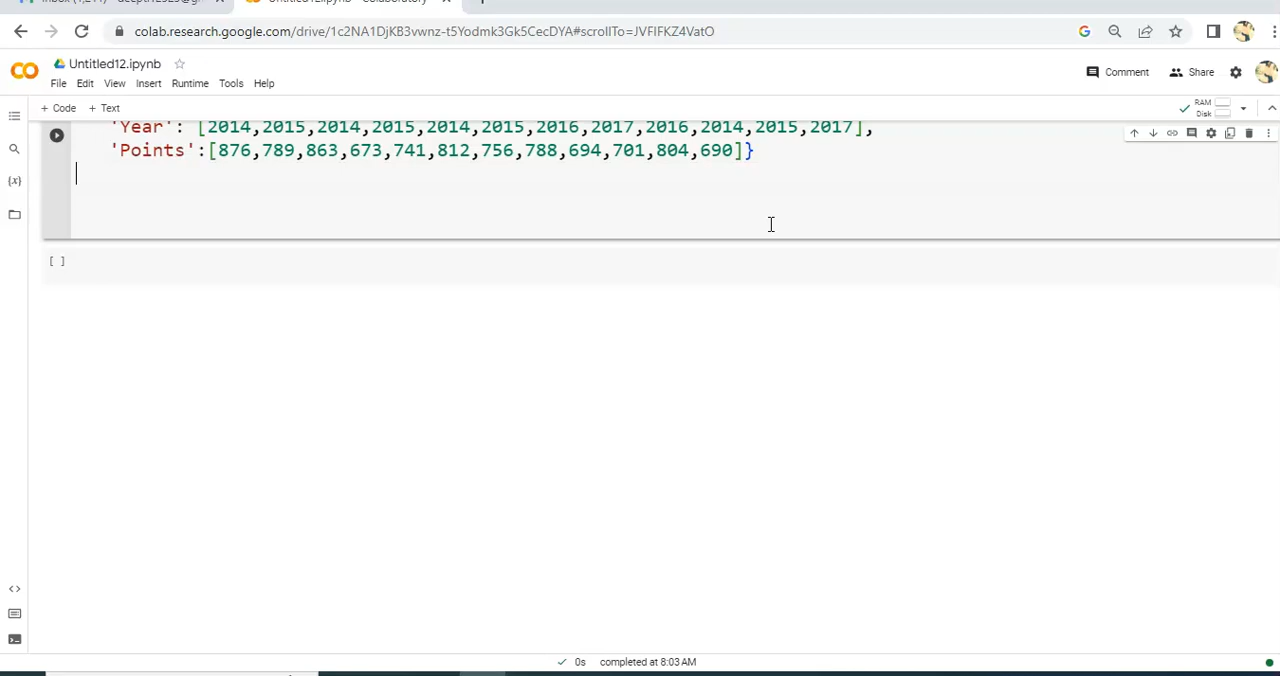 colab.research.google.com/drive/1c2NA1DjKB3vwnz-t5Yodmk3Gk5CecDYA#scrollTo=JVFIFKZ4VatO
Untitled12.ipynb
File Edit View Insert Runtime Tools Help
Comment Share
+ Code + Text
RAM
Disk
'Year': [2014,2015,2014,2015,2014,2015,2016,2017,2016,2014,2015,2017],
'Points':[876,789,863,673,741,812,756,788,694,701,804,690]}
[ ]
0s completed at 8:03 AM